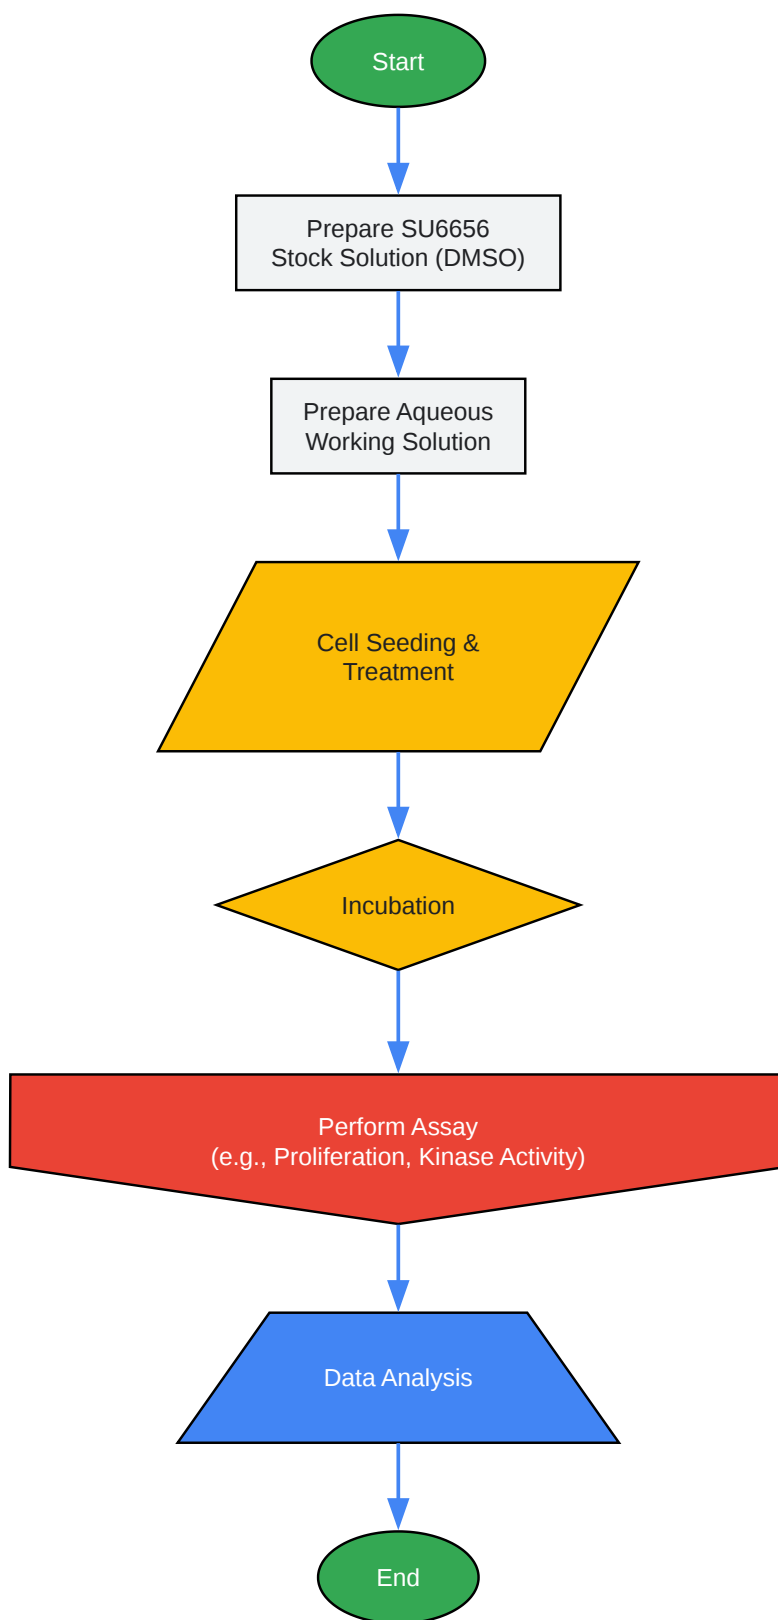 Start
Prepare SU6656
Stock Solution (DMSO)
Prepare Aqueous
Working Solution
Cell Seeding &
Treatment
Incubation
Perform Assay
(e.g., Proliferation, Kinase Activity)
Data Analysis
End